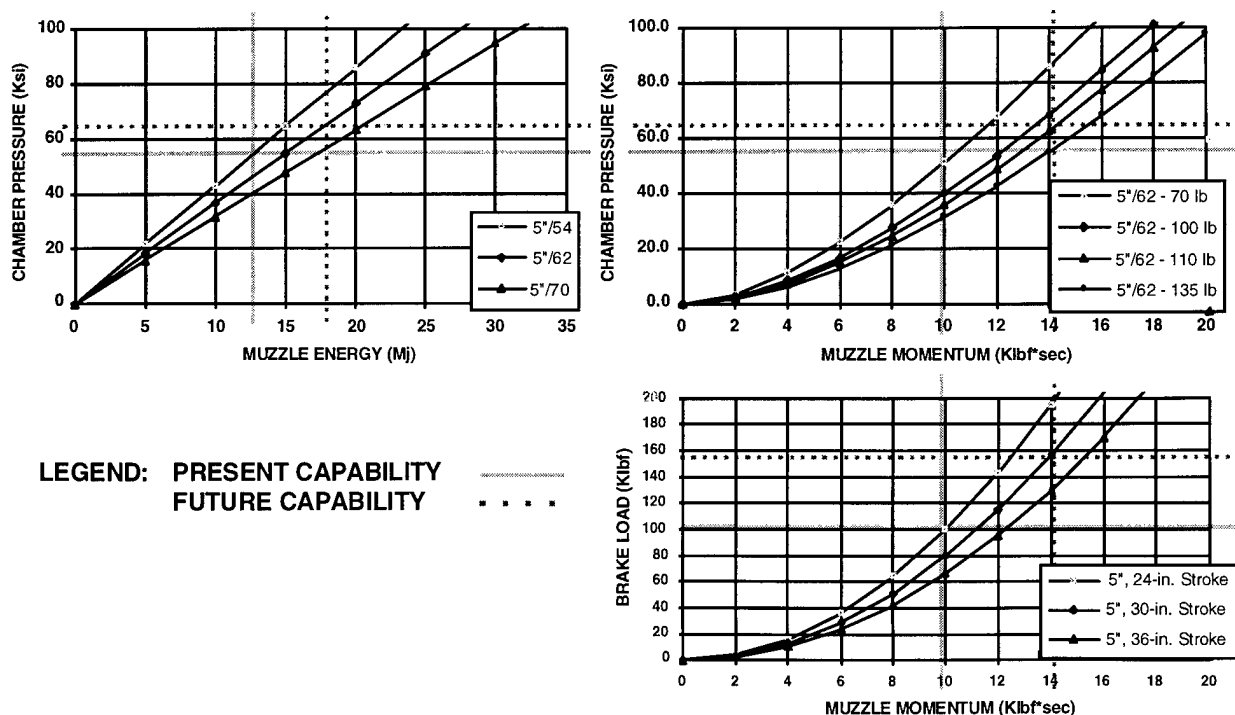 CHAMBER PRESSURE (Ksi)
100
80
60
40
20
0
0 5 10 15 20 25 30 35
MUZZLE ENERGY (Mj)
5"/54
5"/62
5"/70
CHAMBER PRESSURE (Ksi)
100.0
80.0
60.0
40.0
20.0
0.0
0 2 4 6 8 10 12 14 16 18 20
MUZZLE MOMENTUM (Klbf*sec)
5"/62 - 70 lb
5"/62 - 100 lb
5"/62 - 110 lb
5"/62 - 135 lb
LEGEND: PRESENT CAPABILITY
FUTURE CAPABILITY
BRAKE LOAD (Klbf)
200
180
160
140
120
100
80
60
40
20
0
0 2 4 6 8 10 12 14 16 18 20
MUZZLE MOMENTUM (Klbf*sec)
5", 24-in. Stroke
5", 30-in. Stroke
5", 36-in. Stroke